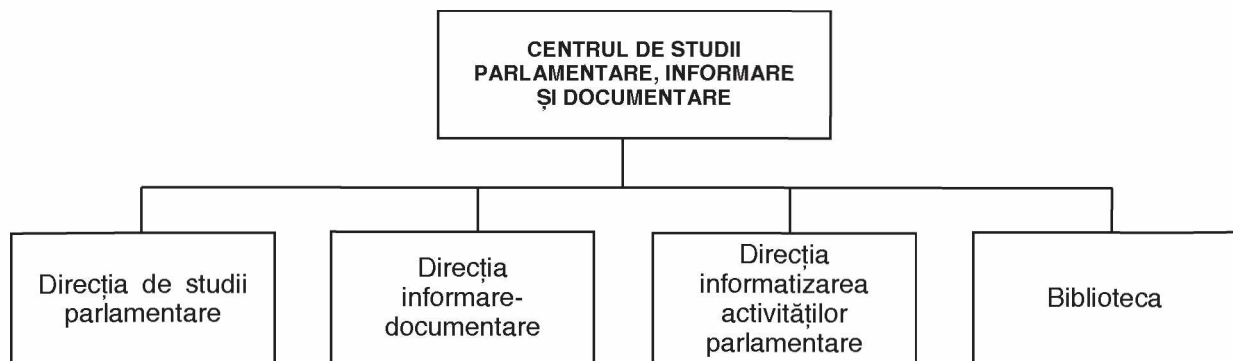 CENTRUL DE STUDII
PARLAMENTARE, INFORMARE
ȘI DOCUMENTARE
Direcția de studii
parlamentare
Direcția
informare-
documentare
Direcția
informatizarea
activităților
parlamentare
Biblioteca